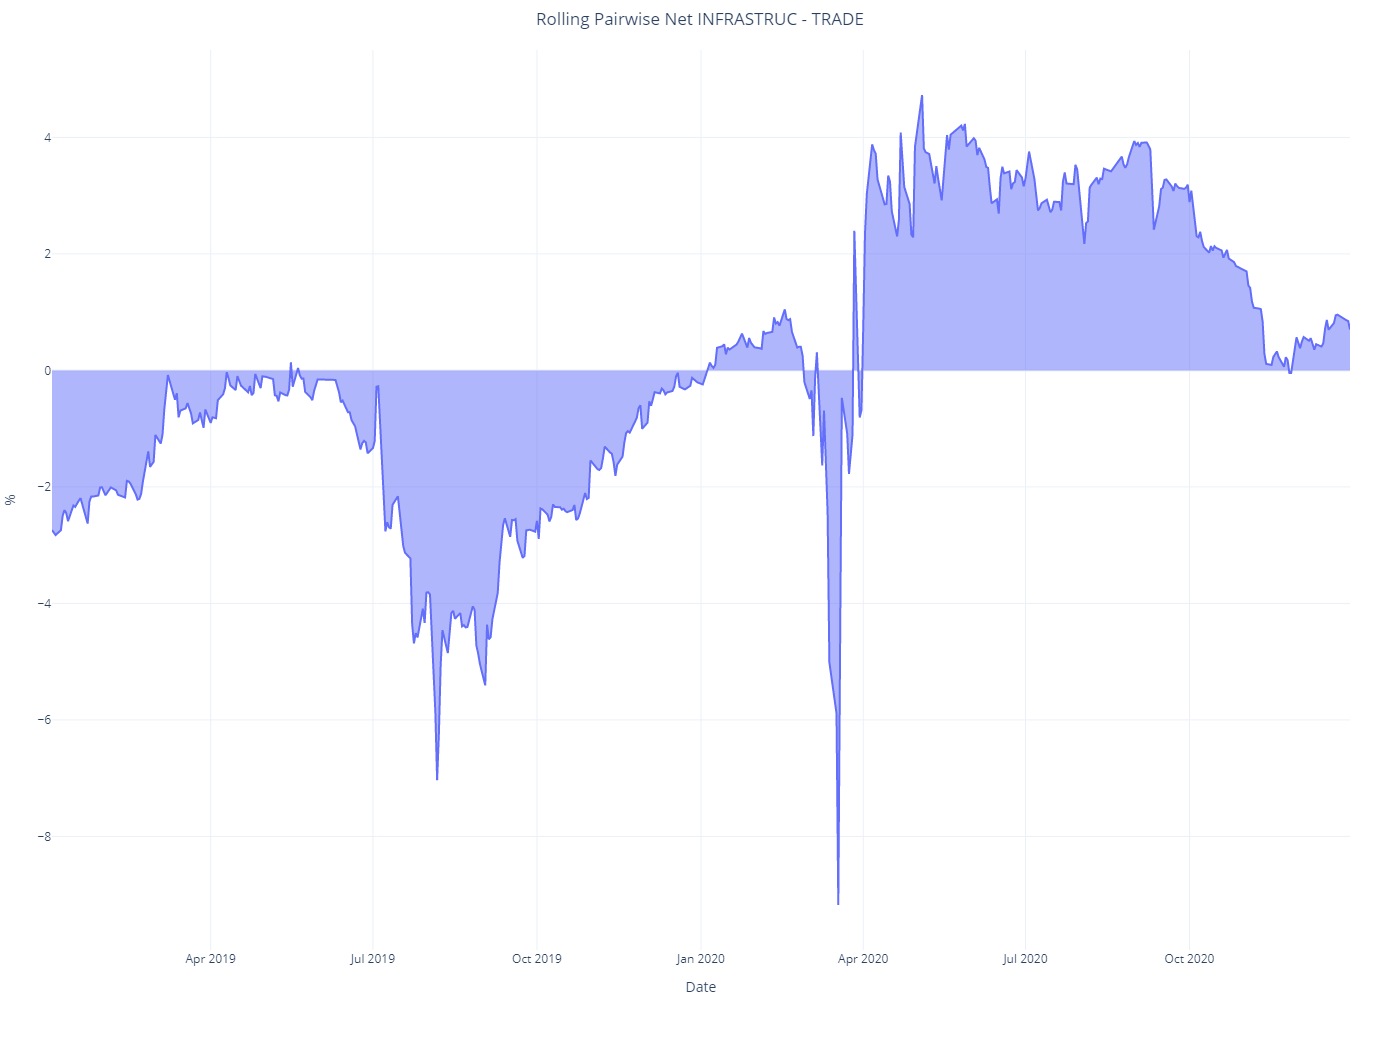 Rolling Pairwise Net INFRASTRUC - TRADE
4
2
0
−2
−4
−6
−8
%
Apr 2019
Jul 2019
Oct 2019
Jan 2020
Apr 2020
Jul 2020
Oct 2020
Date